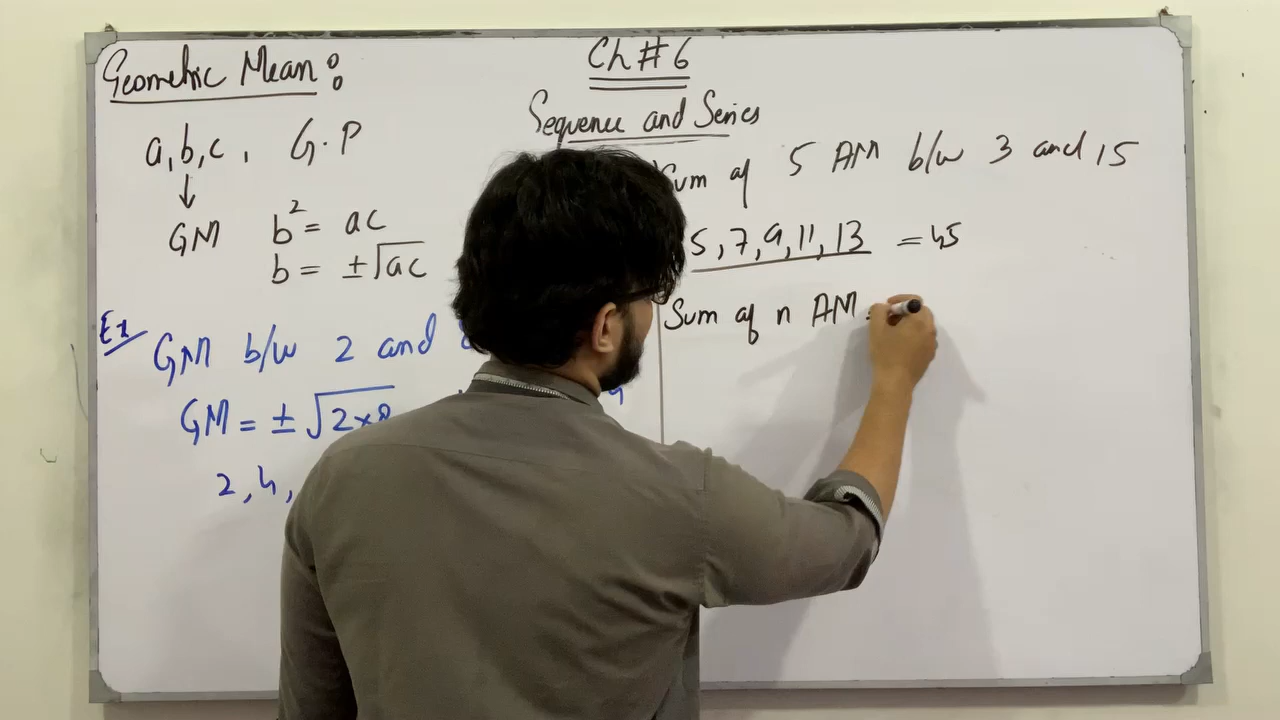 Ch # 6
Sequence and Series
Geometric Mean:
a, b, c, G.P
↓
GM b² = ac
b = ±√ac
Ex GM b/w 2 and
GM = ±√2×8
2, 4,
Sum of 5 AM b/w 3 and 15
5, 7, 9, 11, 13 = 45
Sum of n AM